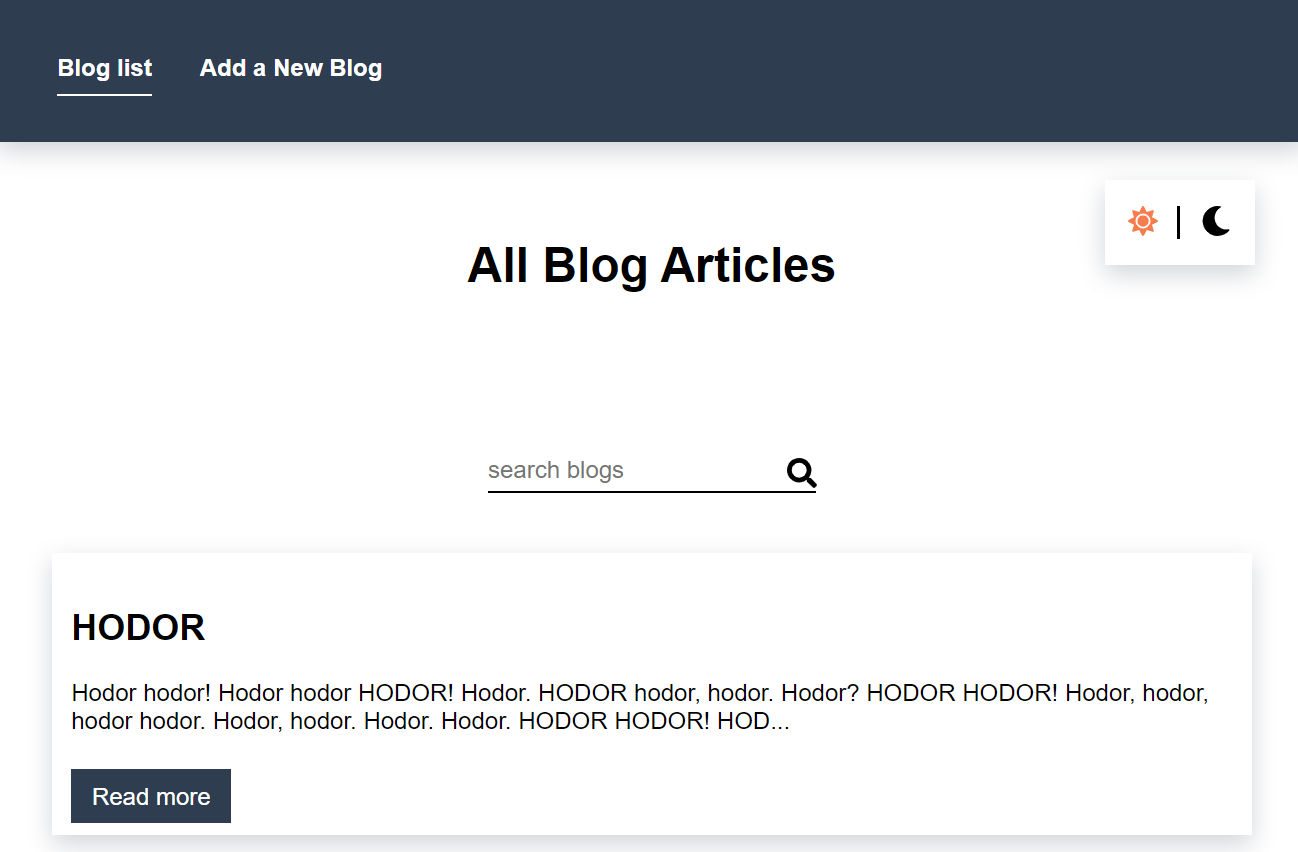 Blog list Add a New Blog
All Blog Articles
search blogs
HODOR
Hodor hodor! Hodor hodor HODOR! Hodor. HODOR hodor, hodor. Hodor? HODOR HODOR! Hodor, hodor,
hodor hodor. Hodor, hodor. Hodor. Hodor. HODOR HODOR! HOD...
Read more